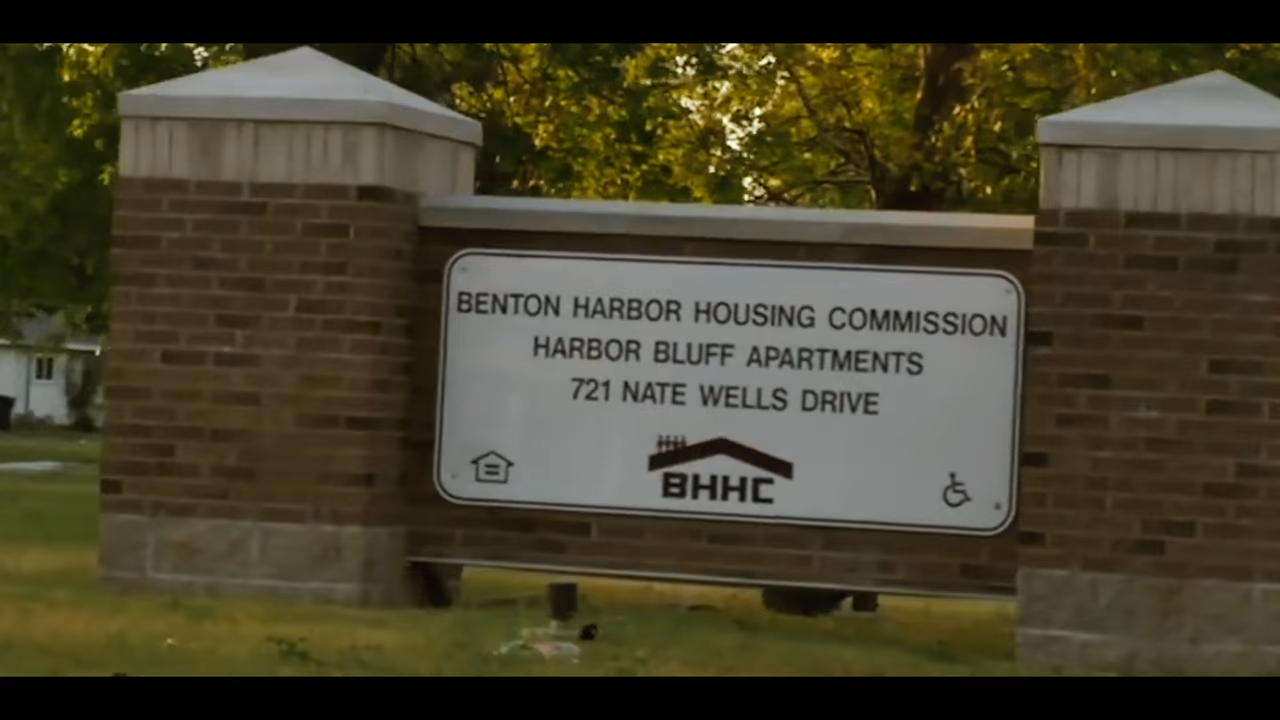 BENTON HARBOR HOUSING COMMISSION
HARBOR BLUFF APARTMENTS
721 NATE WELLS DRIVE
BHHC